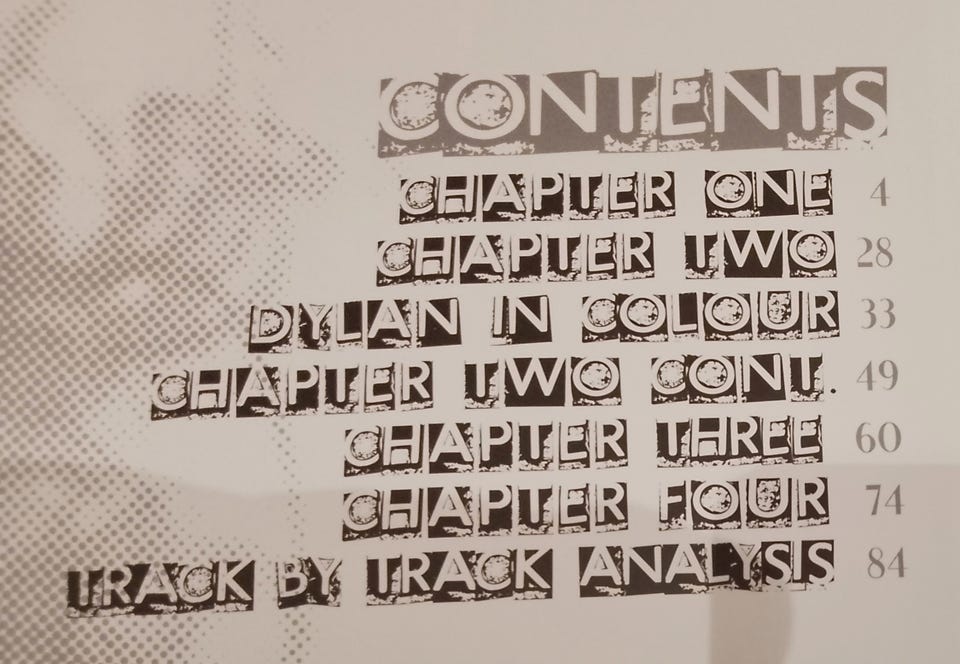 CONTENTS
CHAPTER ONE 4
CHAPTER TWO 28
DYLAN IN COLOUR 33
CHAPTER TWO CONT. 49
CHAPTER THREE 60
CHAPTER FOUR 74
TRACK BY TRACK ANALYSIS 84